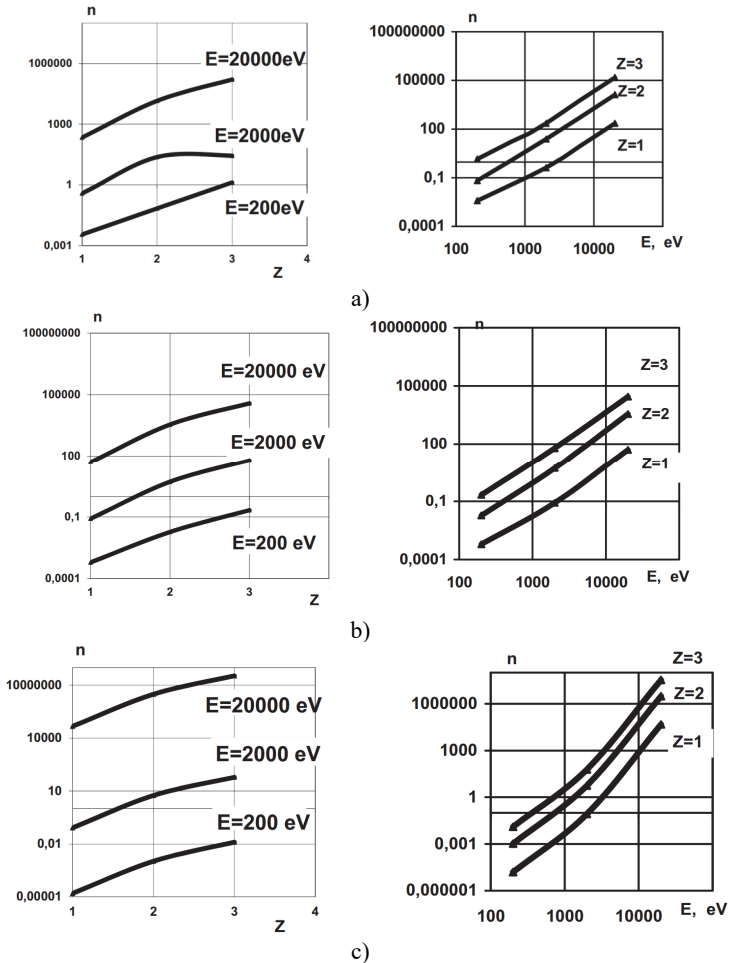 n
E=20000eV
1000000
1000
E=2000eV
1
E=200eV
0,001
1 2 3 4
Z
n
100000000
Z=3
100000
Z=2
100
Z=1
0,1
0,0001
100 1000 10000
E, eV
a)
n
100000000
E=20000 eV
100000
E=2000 eV
100
0,1
E=200 eV
0,0001
1 2 3
Z
n
100000000
Z=3
100000
Z=2
100
Z=1
0,1
0,0001
100 1000 10000
E, eV
b)
n
10000000
E=20000 eV
10000
E=2000 eV
10
E=200 eV
0,01
0,00001
1 2 3 4
Z
n
Z=3
1000000
Z=2
Z=1
1000
1
0,001
0,000001
100 1000 10000
E, eV
c)